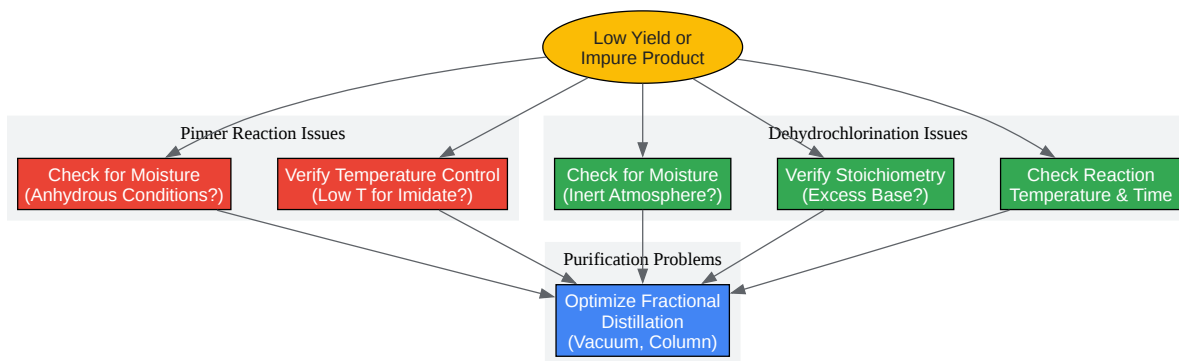 Low Yield or
Impure Product
Pinner Reaction Issues
Dehydrochlorination Issues
Check for Moisture
(Anhydrous Conditions?)
Verify Temperature Control
(Low T for Imidate?)
Check for Moisture
(Inert Atmosphere?)
Verify Stoichiometry
(Excess Base?)
Check Reaction
Temperature & Time
Purification Problems
Optimize Fractional
Distillation
(Vacuum, Column)